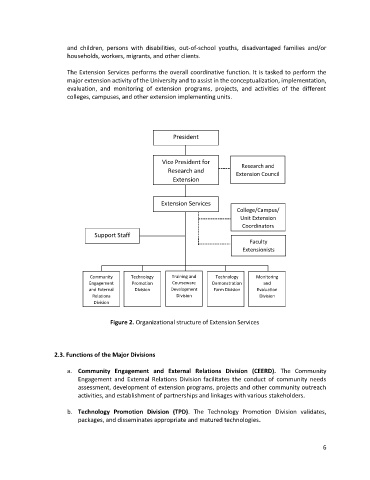 and children, persons with disabilities, out-of-school youths, disadvantaged families and/or
households, workers, migrants, and other clients.
The Extension Services performs the overall coordinative function. It is tasked to perform the
major extension activity of the University and to assist in the conceptualization, implementation,
evaluation, and monitoring of extension programs, projects, and activities of the different
colleges, campuses, and other extension implementing units.
President
Vice President for
Research and
Extension
Research and
Extension Council
Extension Services
College/Campus/
Unit Extension
Coordinators
Support Staff
Faculty
Extensionists
Community
Engagement
and External
Relations
Division
Technology
Promotion
Division
Training and
Courseware
Development
Division
Technology
Demonstration
Farm Division
Monitoring
and
Evaluation
Division
Figure 2. Organizational structure of Extension Services
2.3. Functions of the Major Divisions
a. Community Engagement and External Relations Division (CEERD). The Community
Engagement and External Relations Division facilitates the conduct of community needs
assessment, development of extension programs, projects and other community outreach
activities, and establishment of partnerships and linkages with various stakeholders.
b. Technology Promotion Division (TPD). The Technology Promotion Division validates,
packages, and disseminates appropriate and matured technologies.
6